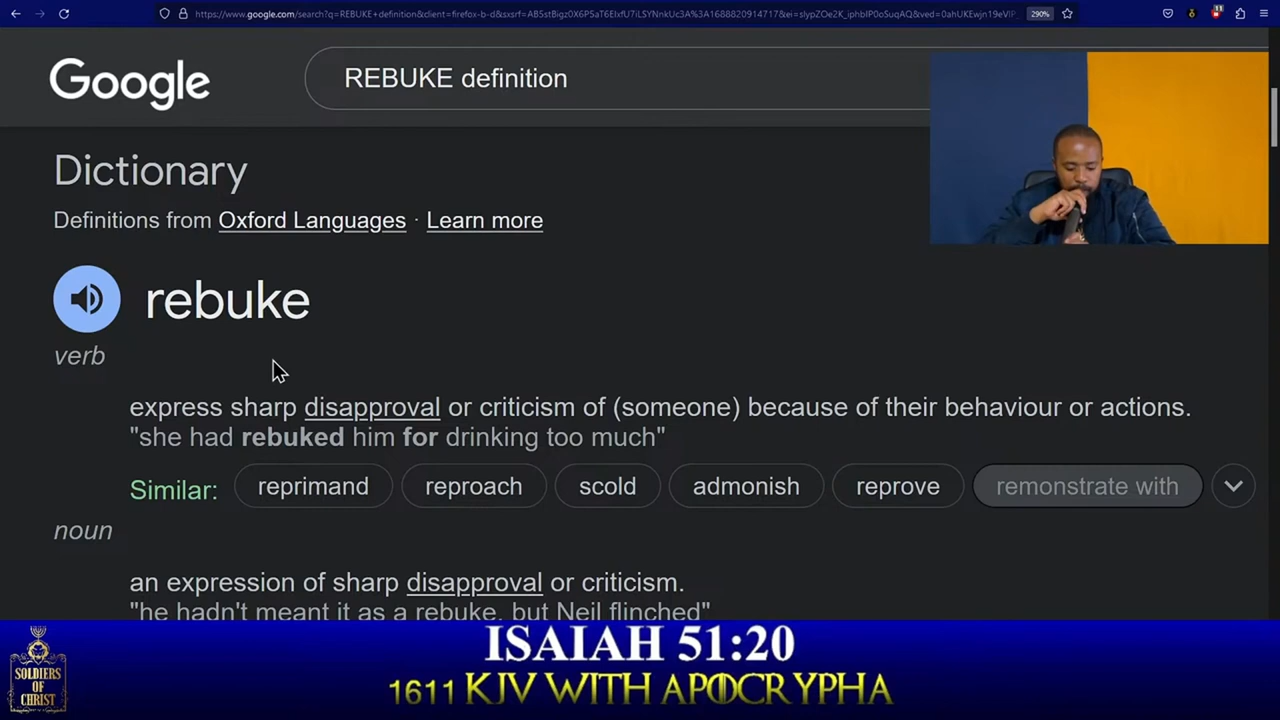 290%
11
Google
REBUKE definition
Dictionary
Definitions from Oxford Languages · Learn more
rebuke
verb
express sharp disapproval or criticism of (someone) because of their behaviour or actions.
"she had rebuked him for drinking too much"
Similar: reprimand reproach scold admonish reprove remonstrate with
noun
an expression of sharp disapproval or criticism.
"he hadn't meant it as a rebuke, but Neil flinched"
ISAIAH 51:20
1611 KJV WITH APOCRYPHA
SOLDIERS
OF
CHRIST